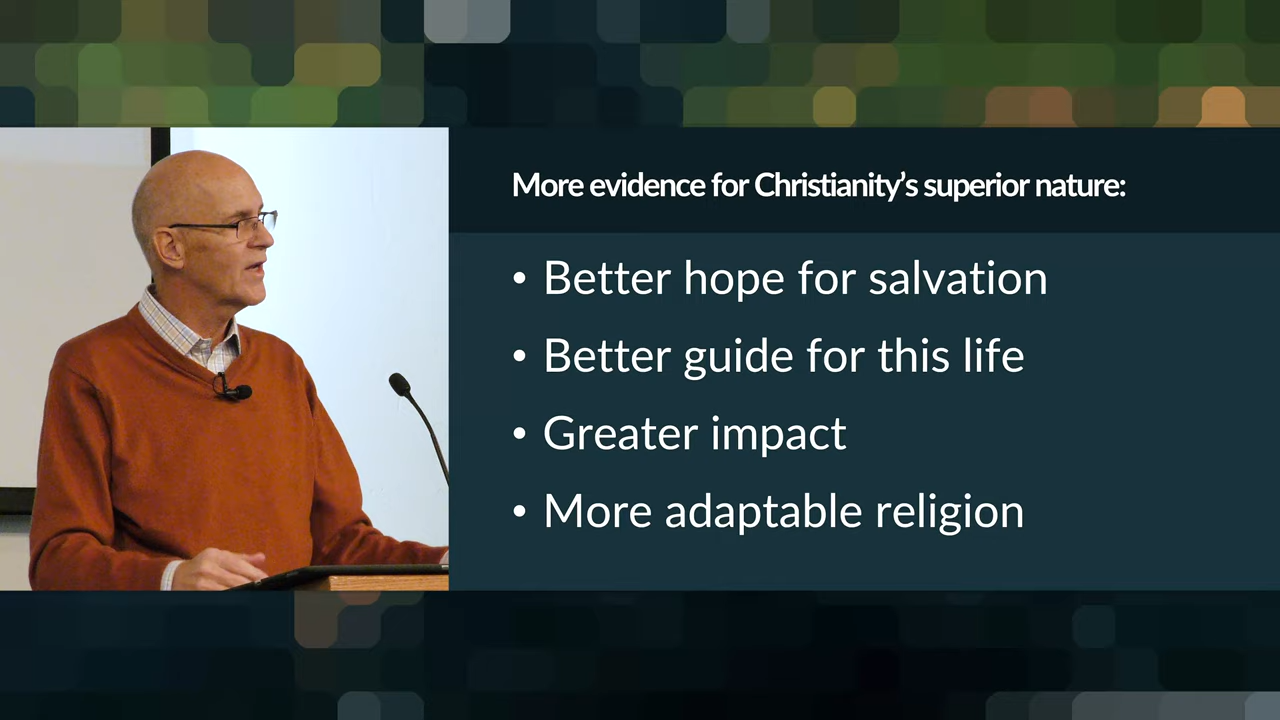 More evidence for Christianity’s superior nature:
• Better hope for salvation
• Better guide for this life
• Greater impact
• More adaptable religion